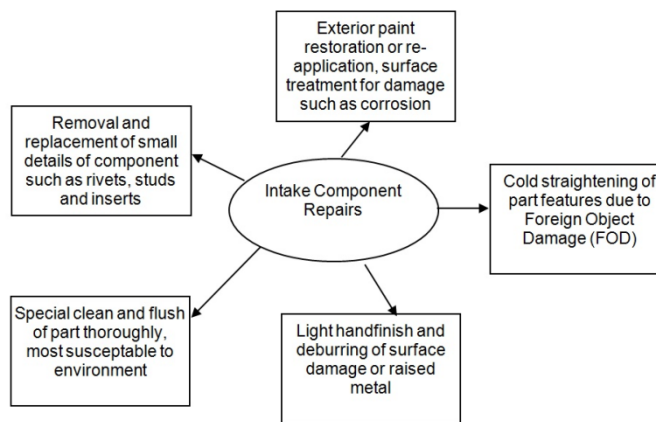 Exterior paint
restoration or re-
application, surface
treatment for damage
such as corrosion
Removal and
replacement of small
details of component
such as rivets, studs
and inserts
Intake Component
Repairs
Cold straightening of
part features due to
Foreign Object
Damage (FOD)
Special clean and flush
of part thoroughly,
most susceptable to
environment
Light handfinish and
deburring of surface
damage or raised
metal